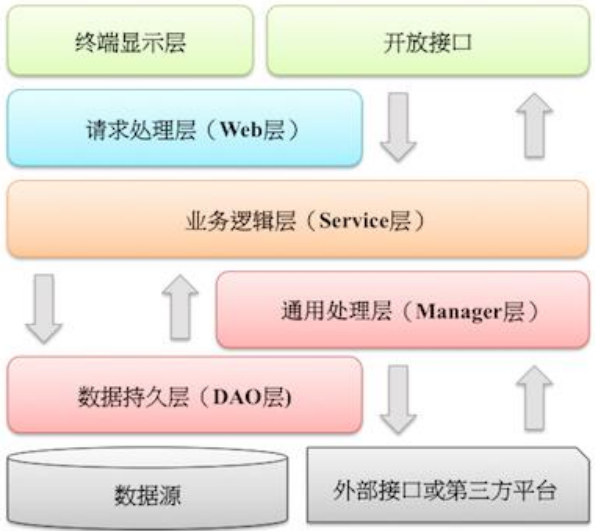 终端显示层
开放接口
请求处理层（Web层）
业务逻辑层（Service层）
通用处理层（Manager层）
数据持久层（DAO层)
数据源
外部接口或第三方平台